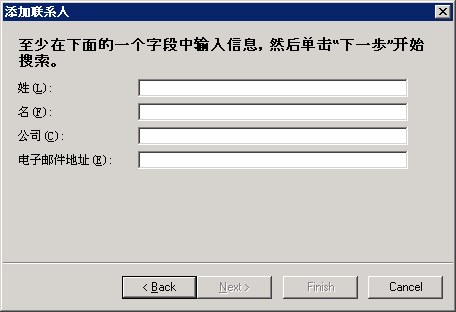 添加联系人
至少在下面的一个字段中输入信息, 然后单击“下一步”开始
搜索。
姓(L):
名(F):
公司(C):
电子邮件地址(E):
< Back
Next >
Finish
Cancel